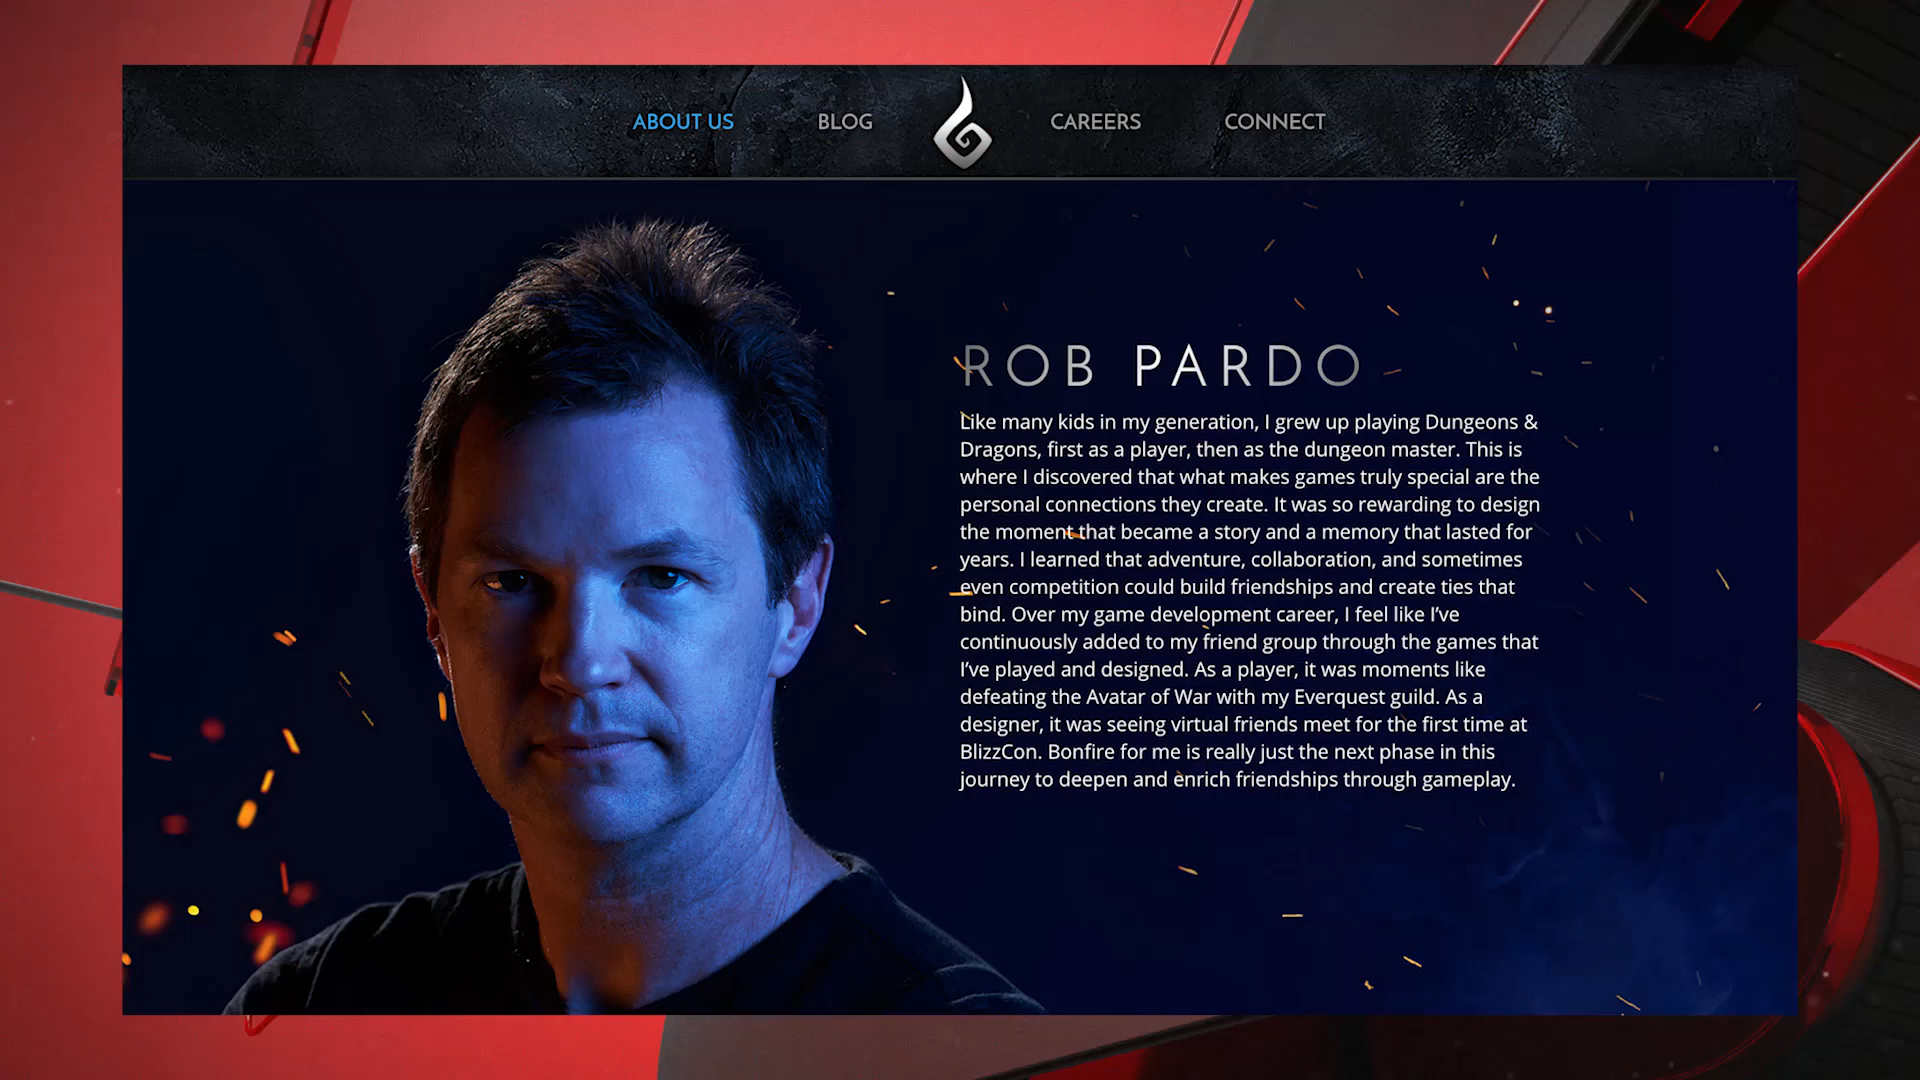 ABOUT US
BLOG
CAREERS
CONNECT
ROB PARDO
Like many kids in my generation, I grew up playing Dungeons &
Dragons, first as a player, then as the dungeon master. This is
where I discovered that what makes games truly special are the
personal connections they create. It was so rewarding to design
the moment that became a story and a memory that lasted for
years. I learned that adventure, collaboration, and sometimes
even competition could build friendships and create ties that
bind. Over my game development career, I feel like I’ve
continuously added to my friend group through the games that
I’ve played and designed. As a player, it was moments like
defeating the Avatar of War with my Everquest guild. As a
designer, it was seeing virtual friends meet for the first time at
BlizzCon. Bonfire for me is really just the next phase in this
journey to deepen and enrich friendships through gameplay.